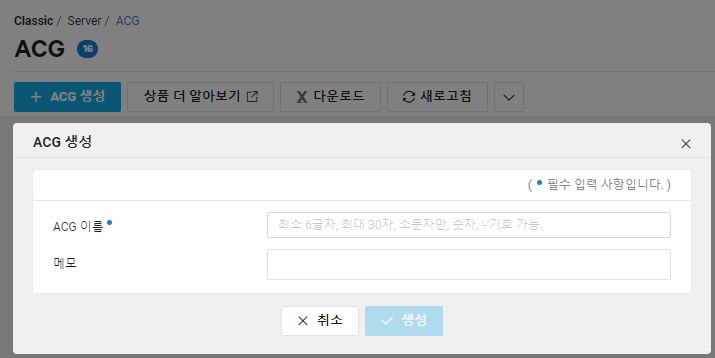 Classic / Server / ACG
ACG 16
+ ACG 생성 상품 더 알아보기 다운로드 새로고침
ACG 생성
( • 필수 입력 사항입니다. )
ACG 이름 •
최소 6글자, 최대 30자, 소문자만, 숫자, '-'기호 가능.
메모
취소 생성